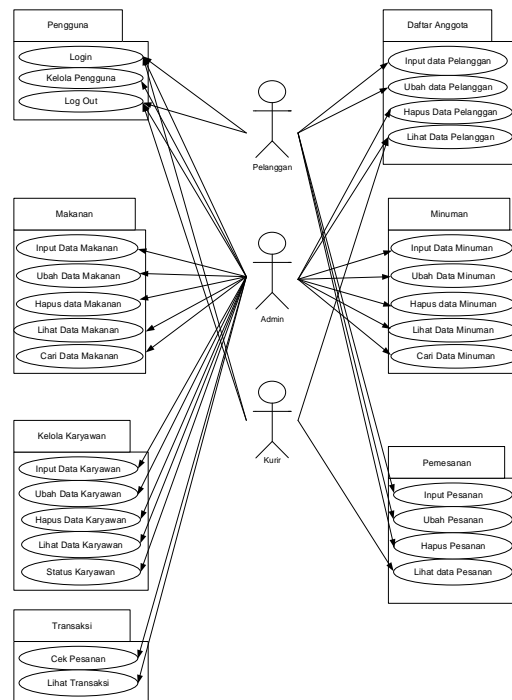 Pengguna
Login
Kelola Pengguna
Log Out
Daftar Anggota
Input data Pelanggan
Ubah data pelanggan
Hapus Data Pelanggan
Lihat Data Pelanggan
Pelanggan
Makanan
Input Data Makanan
Ubah Data Makanan
Hapus data Makanan
Lihat Data Makanan
Cari Data Makanan
Admin
Minuman
Input Data Minuman
Ubah Data Minuman
Hapus data Minuman
Lihat Data Minuman
Cari Data Minuman
Kurir
Kelola Karyawan
Input Data Karyawan
Ubah Data Karyawan
Hapus Data Karyawan
Lihat Data Karyawan
Status Karyawan
Pemesanan
Input Pesanan
Ubah Pesanan
Hapus Pesanan
Lihat data Pesanan
Transaksi
Cek Pesanan
Lihat Transaksi